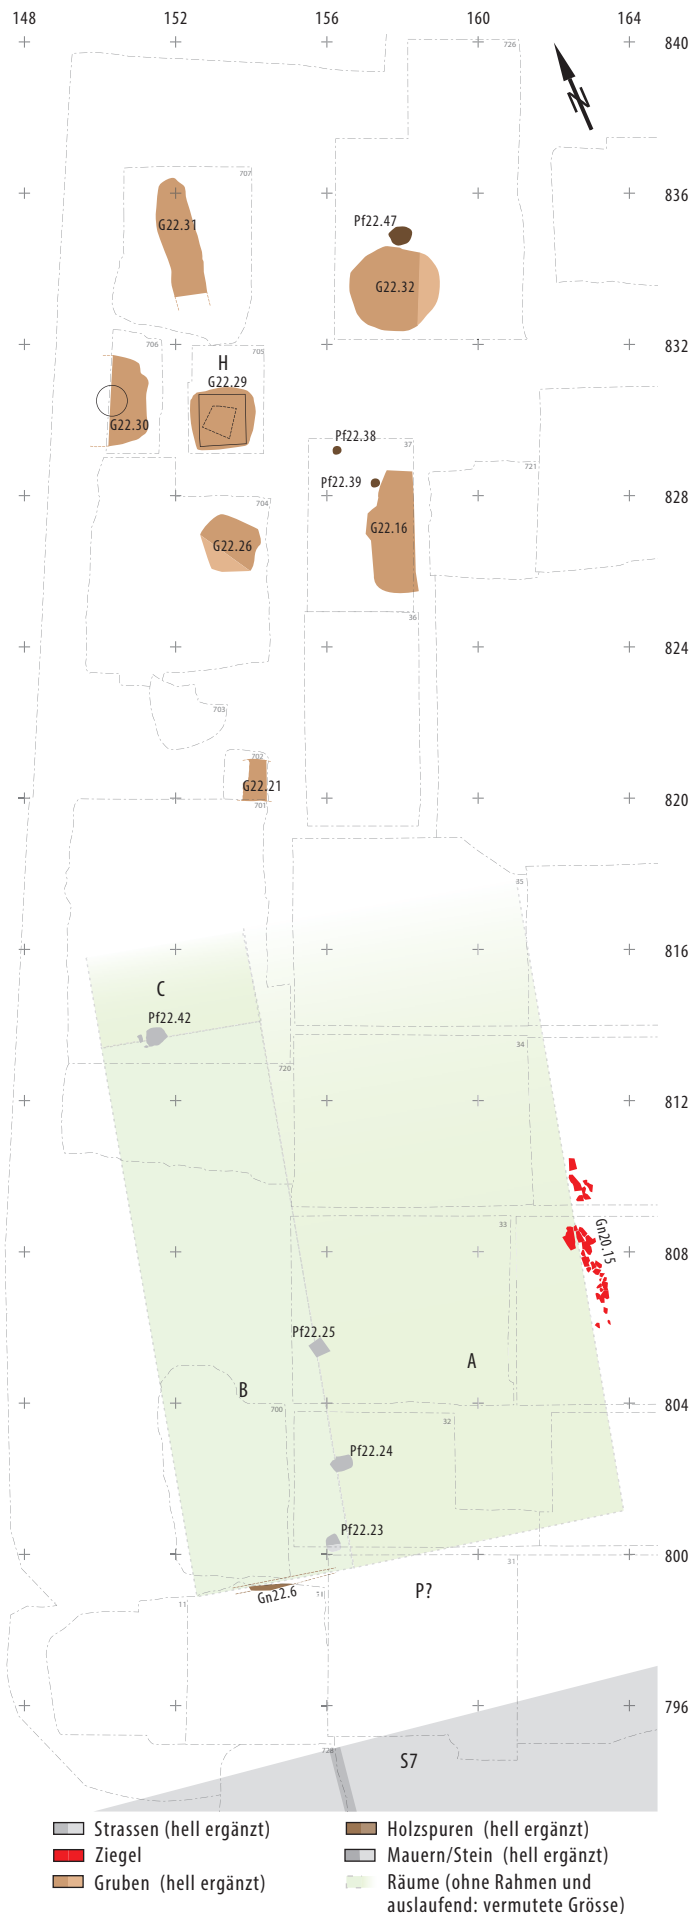 148 152 156 160 164
840
726
707
836
G22.31
Pf22.47
G22.32
832
706
705
H
G22.29
G22.30
Pf22.38
37
721
Pf22.39
828
704
G22.16
G22.26
36
824
703
702
G22.21
701
820
35
816
C
Pf22.42
34
720
812
33
Gn20.15
808
Pf22.25
A
B
804
700
32
Pf22.24
Pf22.23
800
31
P?
Gn22.6
11
796
728
S7
Strassen (hell ergänzt)
Ziegel
Gruben (hell ergänzt)
Holzspuren (hell ergänzt)
Mauern/Stein (hell ergänzt)
Räume (ohne Rahmen und
auslaufend: vermutete Grösse)